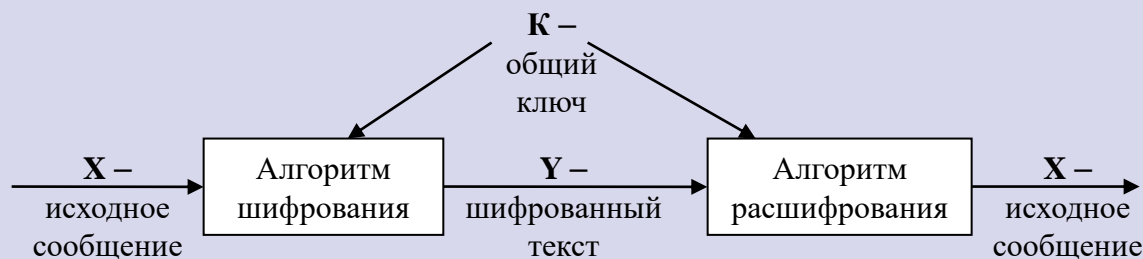 К –
общий
ключ
X –
исходное
сообщение
Алгоритм
шифрования
Y –
шифрованный
текст
Алгоритм
расшифрования
X –
исходное
сообщение